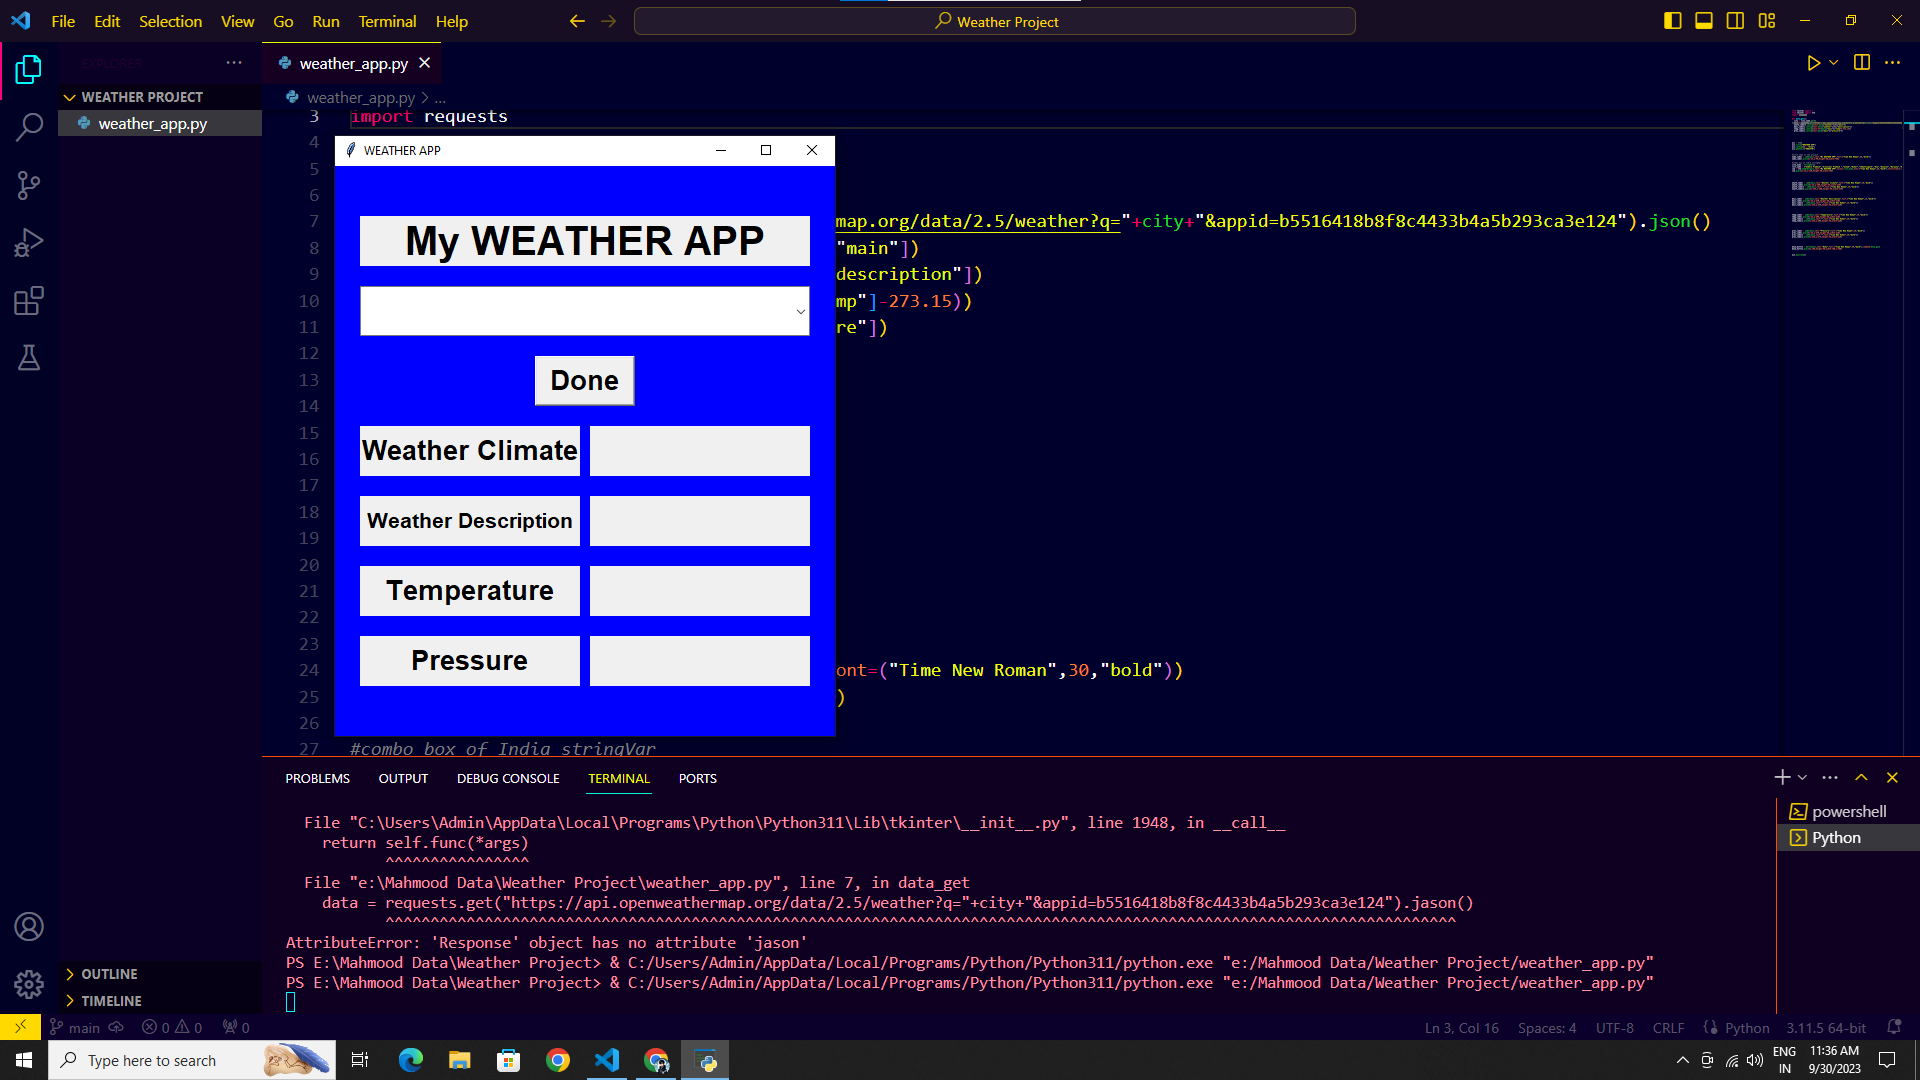 File Edit Selection View Go Run Terminal Help
Weather Project
EXPLORER
weather_app.py
WEATHER PROJECT
weather_app.py
weather_app.py > ...
3 import requests
WEATHER APP
4
5
6
7 map.org/data/2.5/weather?q="+city+"&appid=b5516418b8f8c4433b4a5b293ca3e124").json()
8 "main"])
9 description"])
10 mp"]-273.15))
11 re"])
12
13
14
15
16
17
18
19
20
21
22
23
24 ont=("Time New Roman",30,"bold"))
25 )
26
27 #combo box of India stringVar
My WEATHER APP
Done
Weather Climate
Weather Description
Temperature
Pressure
PROBLEMS OUTPUT DEBUG CONSOLE TERMINAL PORTS
File "C:\Users\Admin\AppData\Local\Programs\Python\Python311\Lib\tkinter\__init__.py", line 1948, in __call__
return self.func(*args)
^^^^^^^^^^^^^^^^
File "e:\Mahmood Data\Weather Project\weather_app.py", line 7, in data_get
data = requests.get("https://api.openweathermap.org/data/2.5/weather?q="+city+"&appid=b5516418b8f8c4433b4a5b293ca3e124").jason()
^^^^^^^^^^^^^^^^^^^^^^^^^^^^^^^^^^^^^^^^^^^^^^^^^^^^^^^^^^^^^^^^^^^^^^^^^^^^^^^^^^^^^^^^^^^^^^^^^^^^^^^^^^^^^^^^^^^^^^^
AttributeError: 'Response' object has no attribute 'jason'
PS E:\Mahmood Data\Weather Project> & C:/Users/Admin/AppData/Local/Programs/Python/Python311/python.exe "e:/Mahmood Data/Weather Project/weather_app.py"
PS E:\Mahmood Data\Weather Project> & C:/Users/Admin/AppData/Local/Programs/Python/Python311/python.exe "e:/Mahmood Data/Weather Project/weather_app.py"
powershell
Python
OUTLINE
TIMELINE
main 0 0 0
Ln 3, Col 16 Spaces: 4 UTF-8 CRLF Python 3.11.5 64-bit
Type here to search
ENG
IN
11:36 AM
9/30/2023